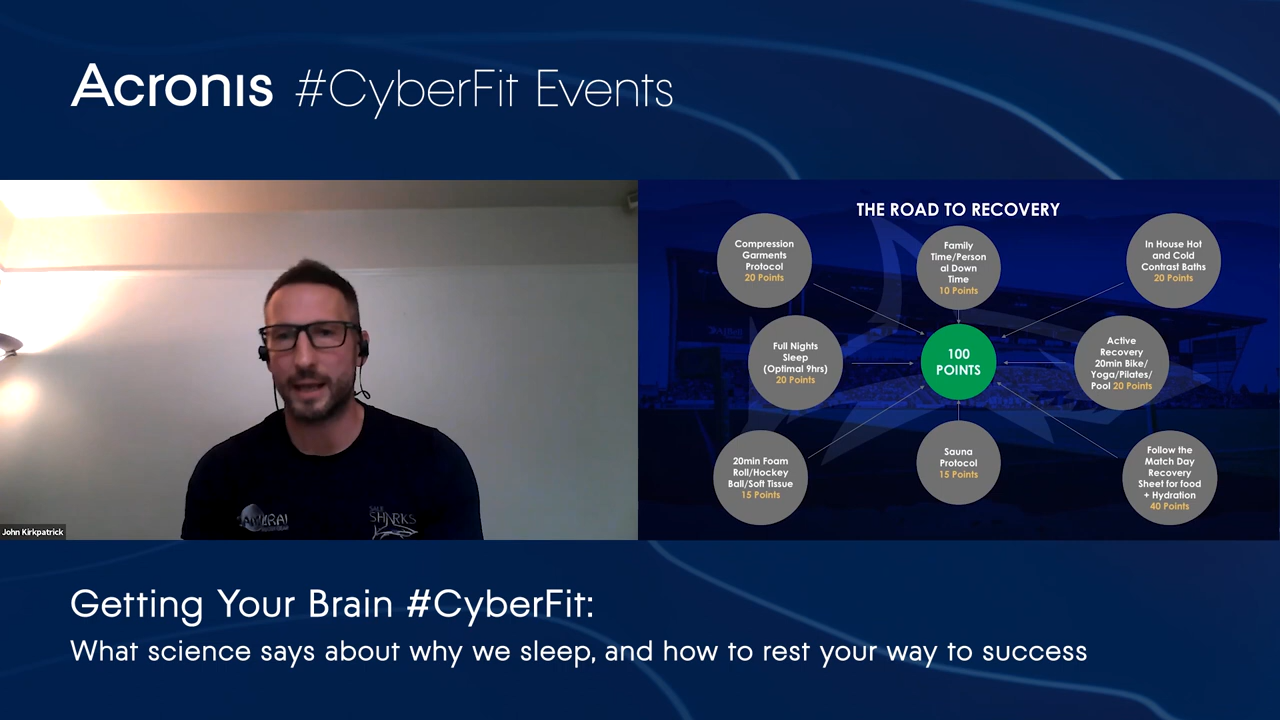 Acronis #CyberFit Events
THE ROAD TO RECOVERY
Compression
Garments
Protocol
20 Points
Family
Time/Person
al Down
Time
10 Points
In House Hot
and Cold
Contrast Baths
20 Points
Full Nights
Sleep
(Optimal 9hrs)
20 Points
100
POINTS
Active
Recovery
20min Bike/
Yoga/Pilates/
Pool 20 Points
20min Foam
Roll/Hockey
Ball/Soft Tissue
15 Points
Sauna
Protocol
15 Points
Follow the
Match Day
Recovery
Sheet for food
+ Hydration
40 Points
SALE
SHARKS
John Kirkpatrick
Getting Your Brain #CyberFit:
What science says about why we sleep, and how to rest your way to success